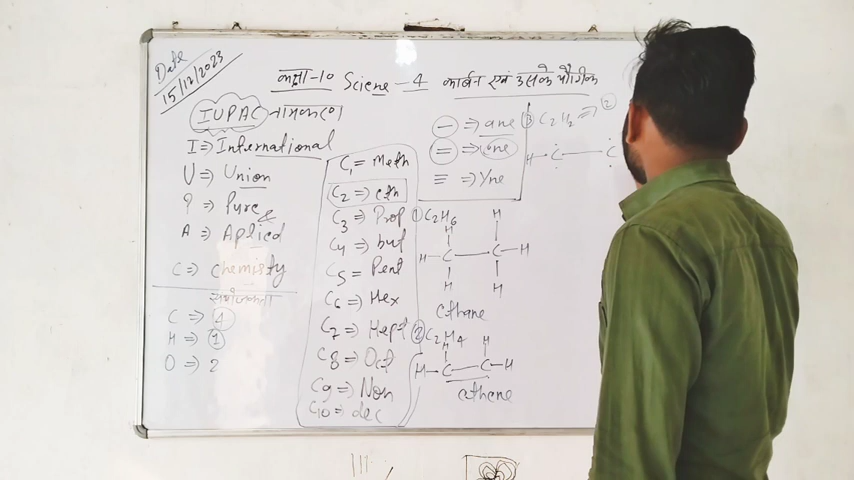 Date
15/12/2023
कक्षा-10 Sciene-4 कार्बन एवं उसके यौगिक
IUPAC नामकरण
I => International
U => Union
P => Pure &
A => Aplied
C => Chemisty
संयोजकता
C => 4
H => 1
O => 2
C₁ = Meth
C₂ => eth
C₃ => Prop
C₄ => but
C₅ = Pent
C₆ => Hex
C₇ => Hept
C₈ => Oct
C₉ => Non
C₁₀ => dec
— => ane
= => ene
≡ => Yne
① C₂H₆
H H
H-C-C-H
H H
ethane
② C₂H₄
H H
H-C=C-H
ethene
③ C₂H₂ => ②
H-C—C